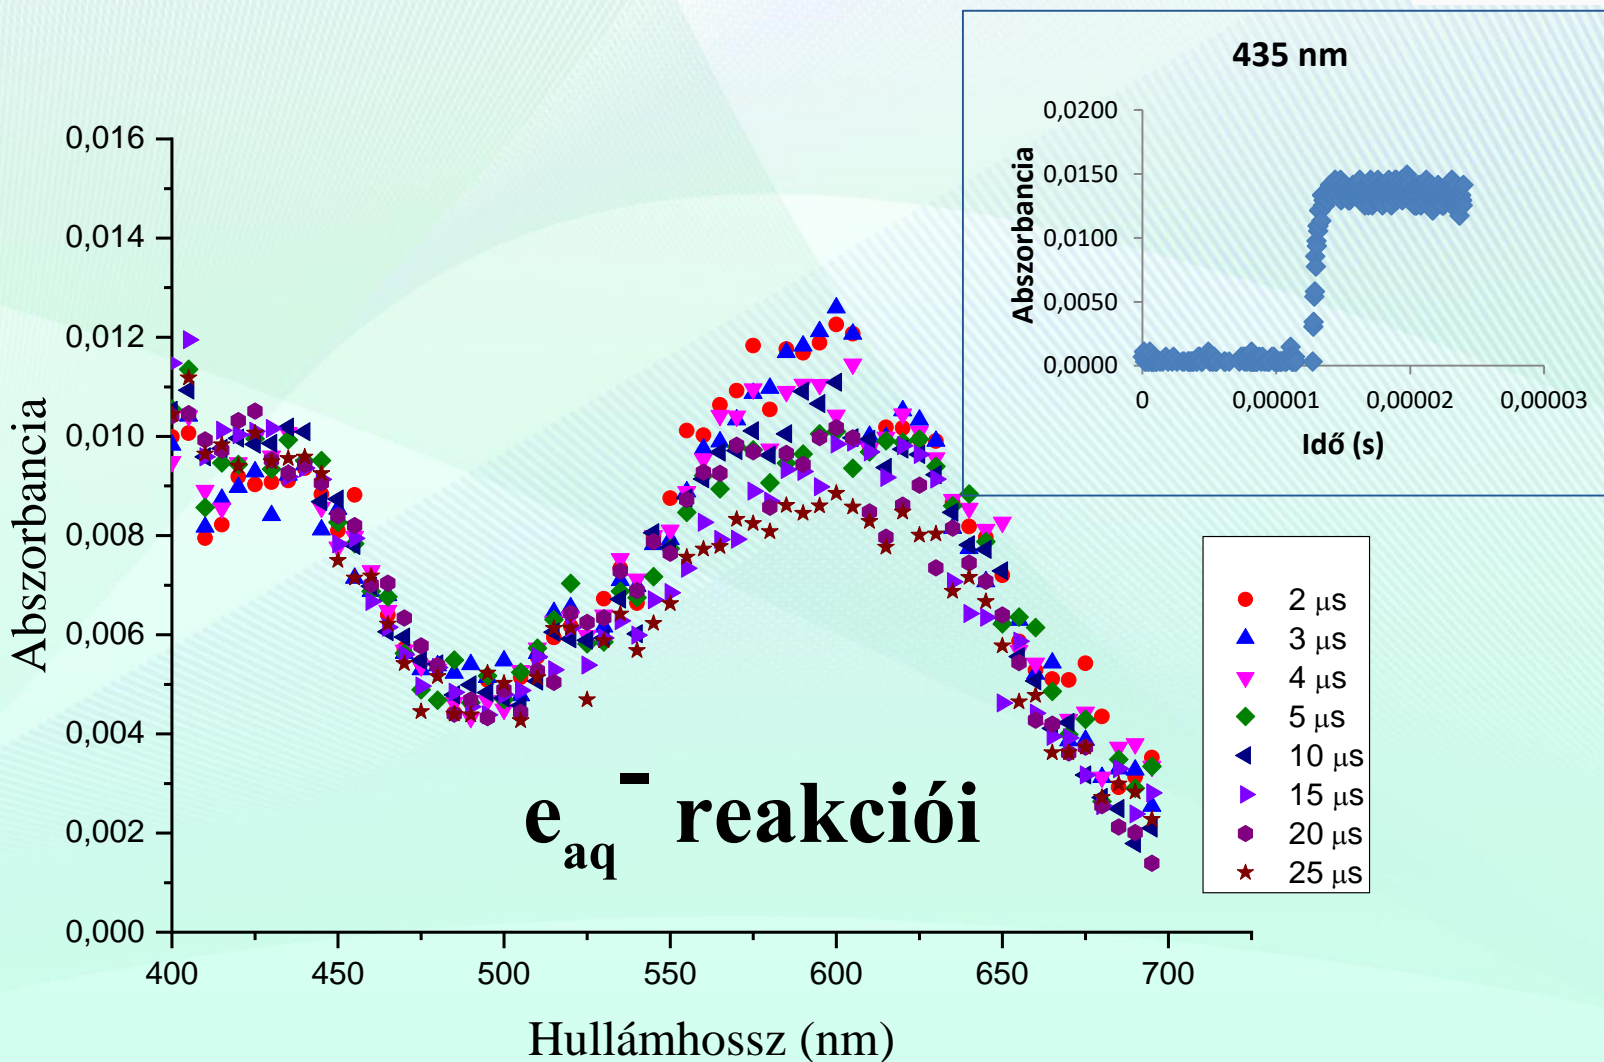 435 nm
0,0200
0,0150
0,0100
0,0050
0,0000
Abszorbancia
0 0,00001 0,00002 0,00003
Idő (s)
0,016
0,014
0,012
0,010
0,008
0,006
0,004
0,002
0,000
Abszorbancia
400 450 500 550 600 650 700
Hullámhossz (nm)
2 μs
3 μs
4 μs
5 μs
10 μs
15 μs
20 μs
25 μs
eaq− reakciói